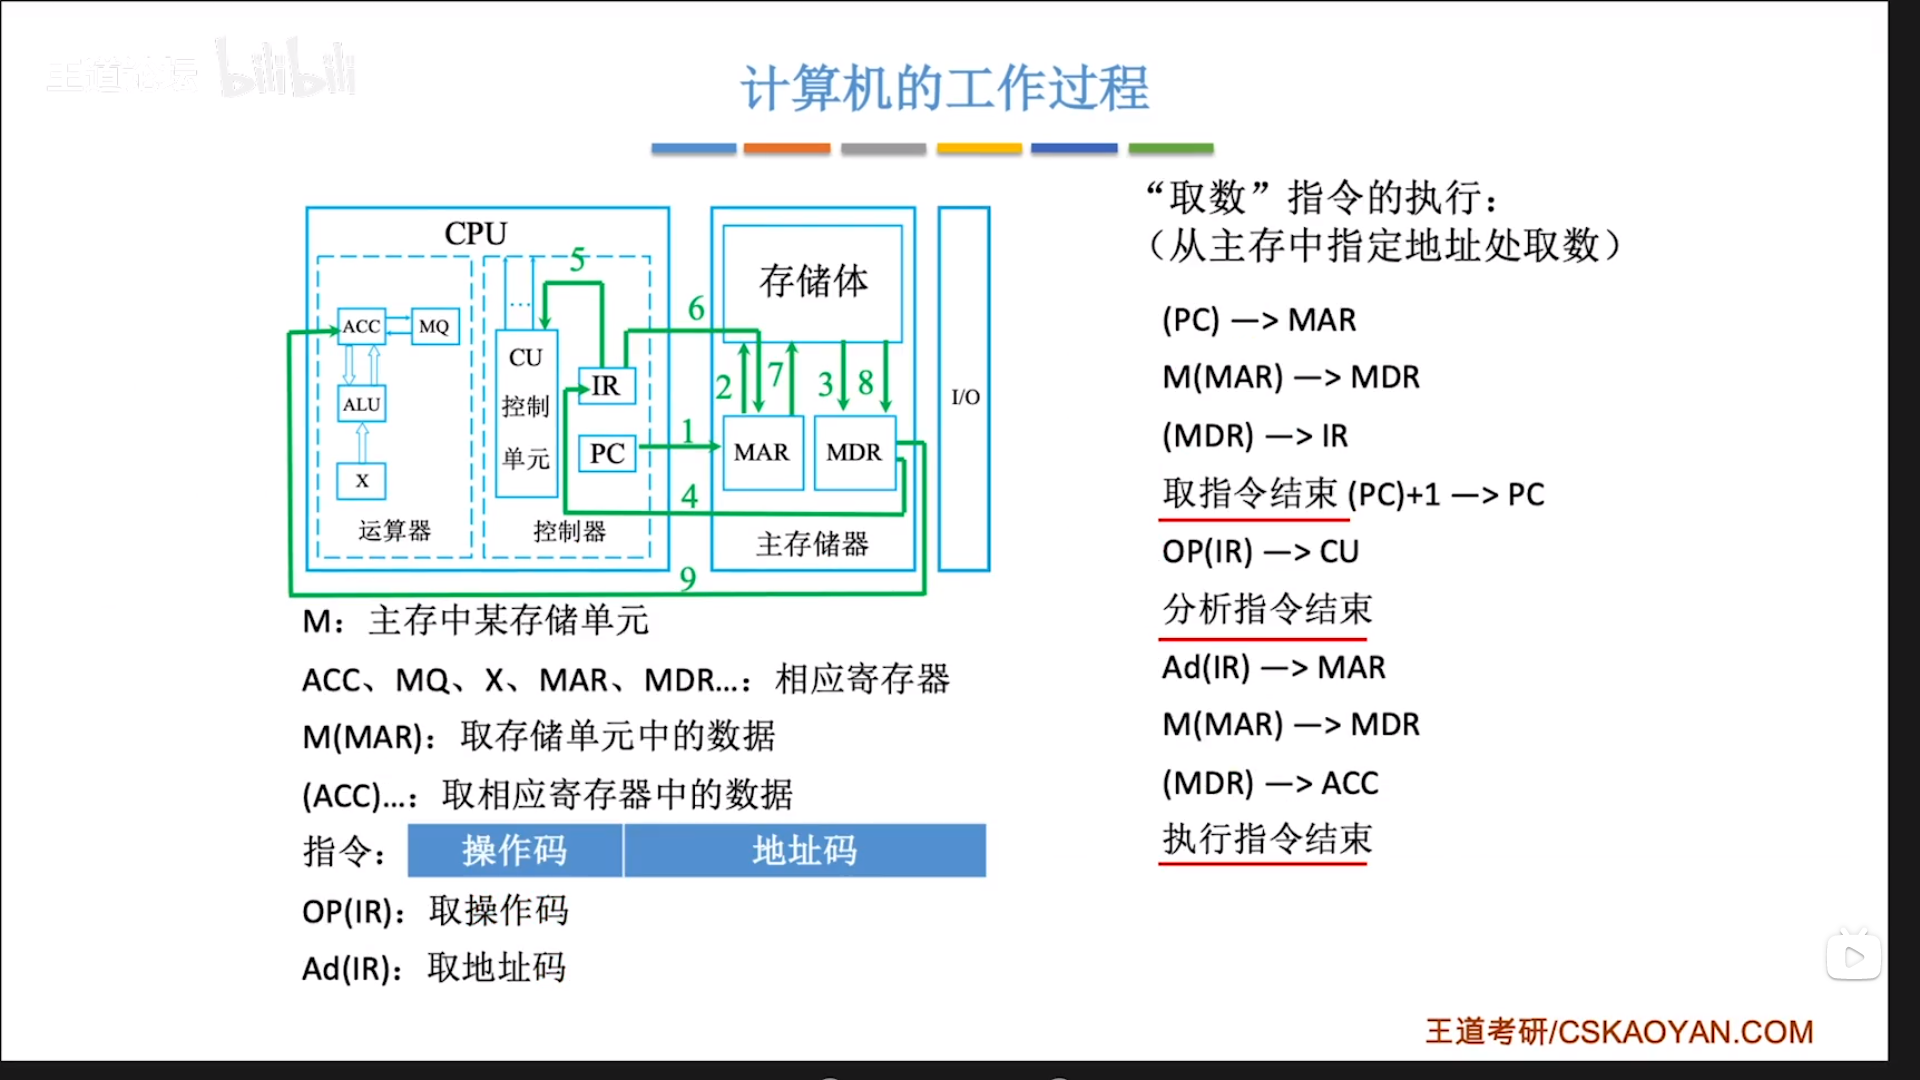 王道论坛 bilibili
计算机的工作过程
CPU
ACC
MQ
ALU
X
运算器
…
CU
控制
单元
IR
PC
控制器
存储体
MAR
MDR
主存储器
I/O
5
6
2
7
3
8
1
4
9
M：主存中某存储单元
ACC、MQ、X、MAR、MDR…：相应寄存器
M(MAR)：取存储单元中的数据
(ACC)…：取相应寄存器中的数据
指令：操作码 地址码
OP(IR)：取操作码
Ad(IR)：取地址码
“取数”指令的执行：
（从主存中指定地址处取数）
(PC) —> MAR
M(MAR) —> MDR
(MDR) —> IR
取指令结束 (PC)+1 —> PC
OP(IR) —> CU
分析指令结束
Ad(IR) —> MAR
M(MAR) —> MDR
(MDR) —> ACC
执行指令结束
王道考研/CSKAOYAN.COM